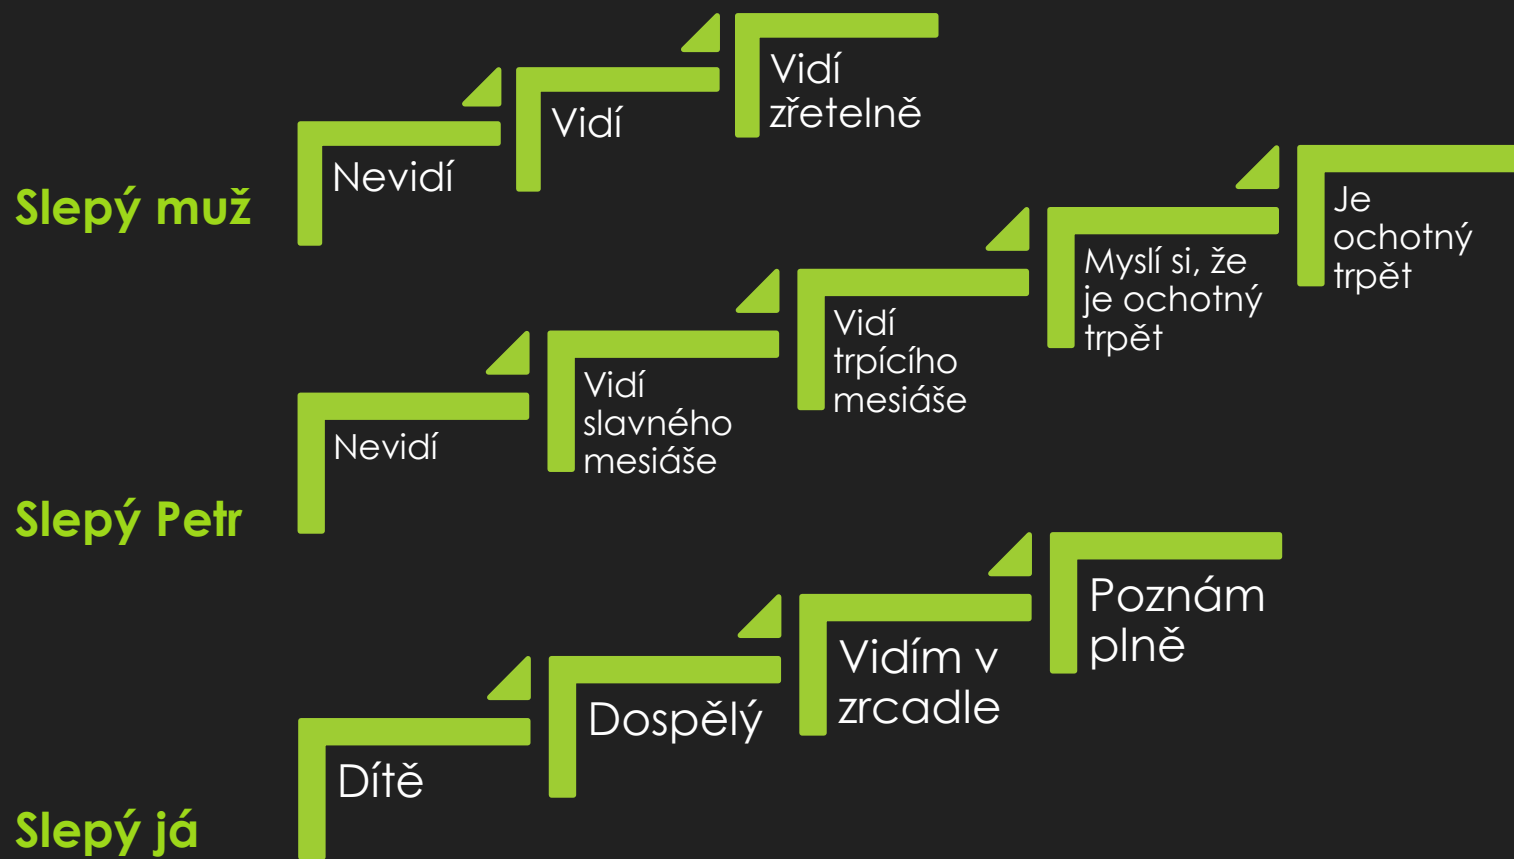 Slepý muž
Nevidí
Vidí
Vidí
zřetelně
Slepý Petr
Nevidí
Vidí
slavného
mesiáše
Vidí
trpícího
mesiáše
Myslí si, že
je ochotný
trpět
Je
ochotný
trpět
Slepý já
Dítě
Dospělý
Vidím v
zrcadle
Poznám
plně